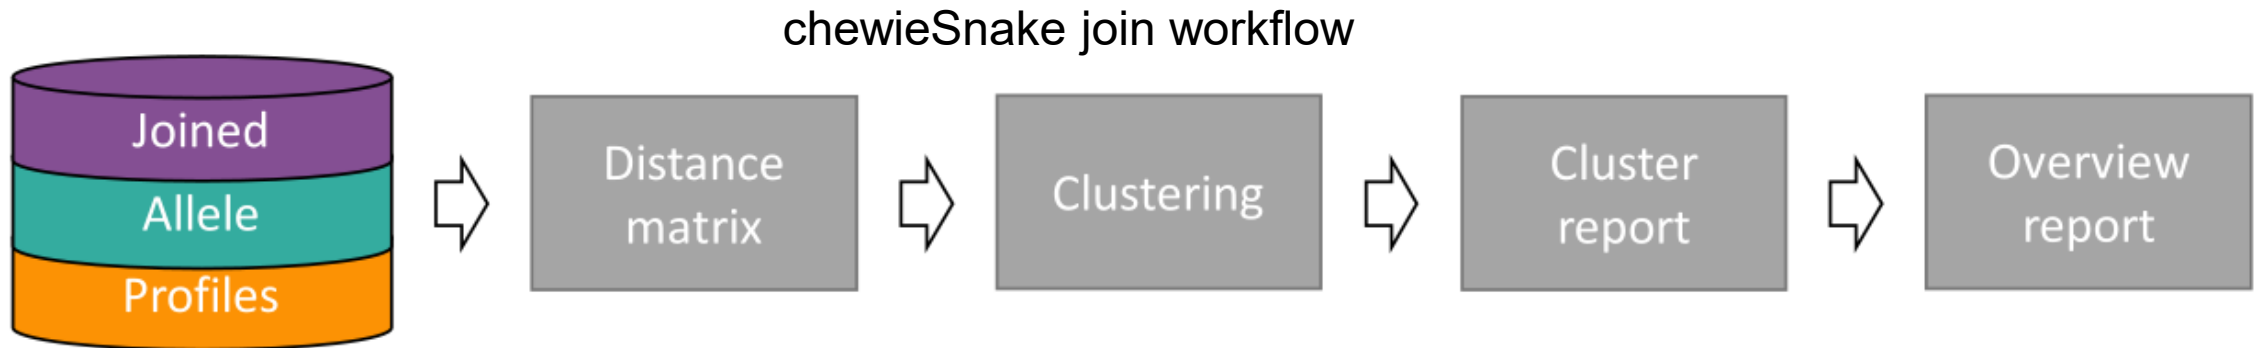 chewieSnake join workflow
Joined
Allele
Profiles
Distance
matrix
Clustering
Cluster
report
Overview
report